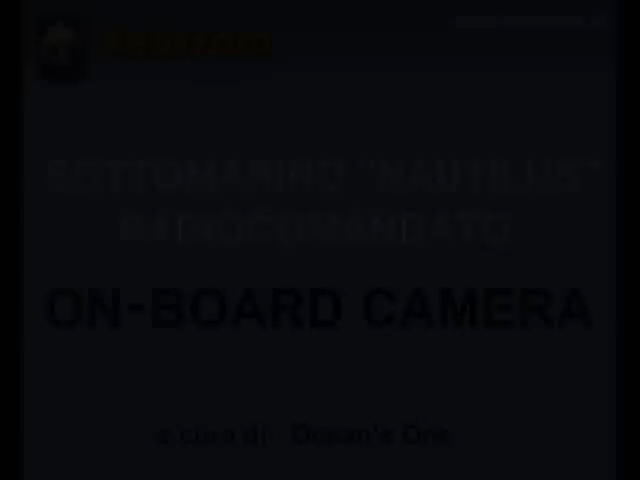 SOTTOMARINO "NAUTILUS"
RADIOCOMANDATO
ON-BOARD CAMERA
a cura di: Ocean's One